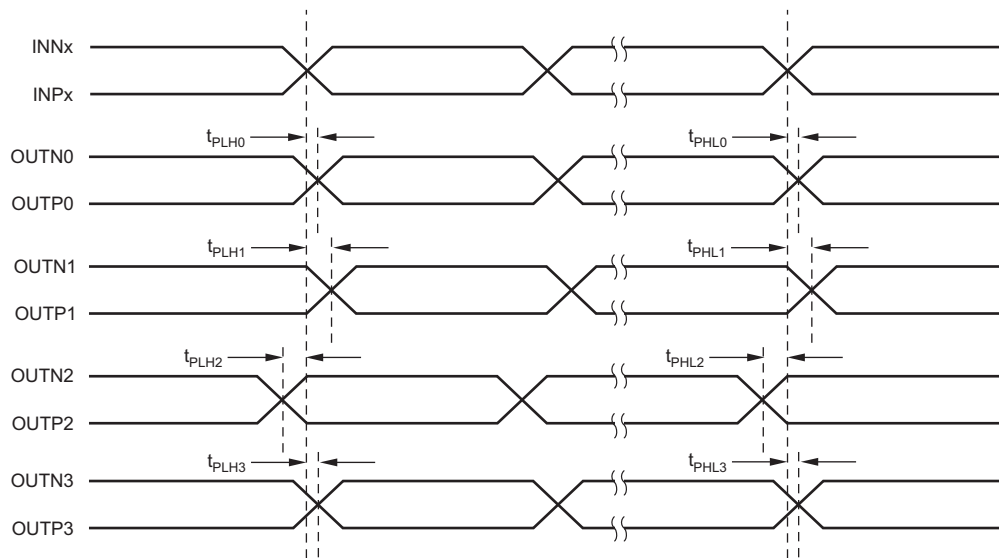 INNx
INPx
tPLH0 tPHL0
OUTN0
OUTP0
tPLH1 tPHL1
OUTN1
OUTP1
tPLH2 tPHL2
OUTN2
OUTP2
tPLH3 tPHL3
OUTN3
OUTP3